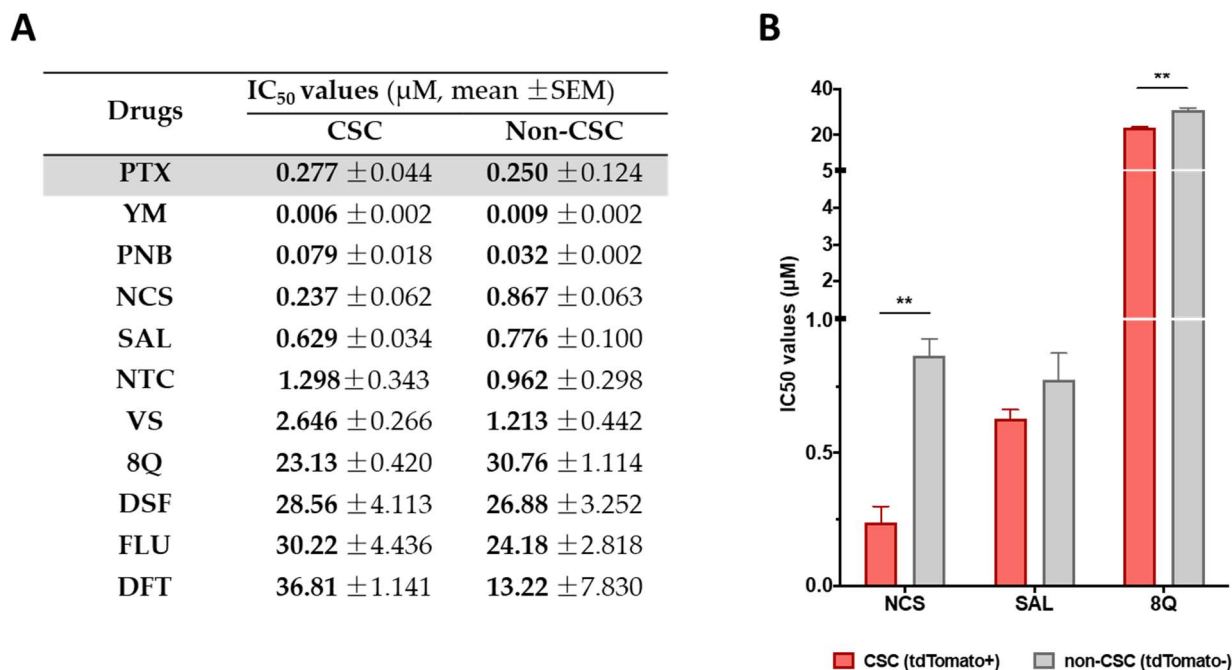 A
Drugs
IC50 values (µM, mean ±SEM)
CSC Non-CSC
PTX 0.277 ±0.044 0.250 ±0.124
YM 0.006 ±0.002 0.009 ±0.002
PNB 0.079 ±0.018 0.032 ±0.002
NCS 0.237 ±0.062 0.867 ±0.063
SAL 0.629 ±0.034 0.776 ±0.100
NTC 1.298±0.343 0.962 ±0.298
VS 2.646 ±0.266 1.213 ±0.442
8Q 23.13 ±0.420 30.76 ±1.114
DSF 28.56 ±4.113 26.88 ±3.252
FLU 30.22 ±4.436 24.18 ±2.818
DFT 36.81 ±1.141 13.22 ±7.830
B
IC50 values (µM)
40
20
5
4
3
2
1.0
0.5
0.0
**
**
NCS SAL 8Q
CSC (tdTomato+) non-CSC (tdTomato-)